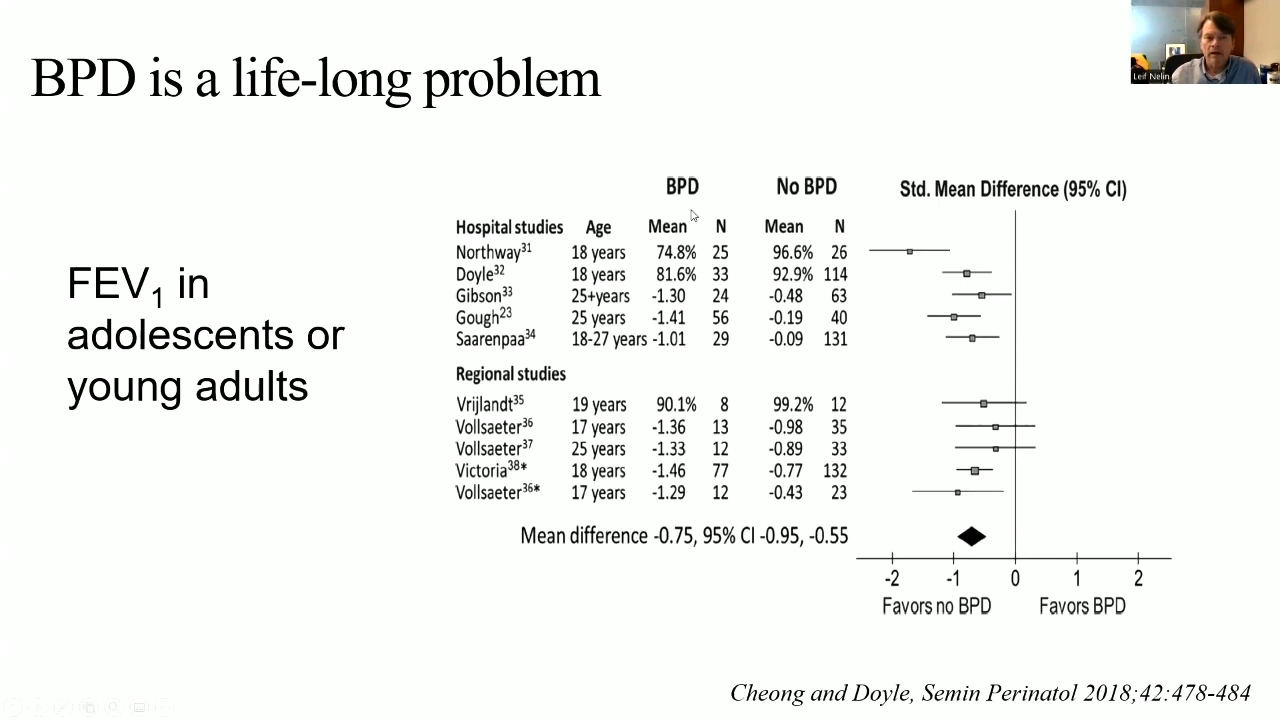 BPD is a life-long problem
Leif Nelin
FEV1 in
adolescents or
young adults
BPD No BPD Std. Mean Difference (95% CI)
Hospital studies Age Mean N Mean N
Northway31 18 years 74.8% 25 96.6% 26
Doyle32 18 years 81.6% 33 92.9% 114
Gibson33 25+years -1.30 24 -0.48 63
Gough23 25 years -1.41 56 -0.19 40
Saarenpaa34 18-27 years -1.01 29 -0.09 131
Regional studies
Vrijlandt35 19 years 90.1% 8 99.2% 12
Vollsaeter36 17 years -1.36 13 -0.98 35
Vollsaeter37 25 years -1.33 12 -0.89 33
Victoria38* 18 years -1.46 77 -0.77 132
Vollsaeter36* 17 years -1.29 12 -0.43 23
Mean difference -0.75, 95% CI -0.95, -0.55
-2 -1 0 1 2
Favors no BPD Favors BPD
Cheong and Doyle, Semin Perinatol 2018;42:478-484